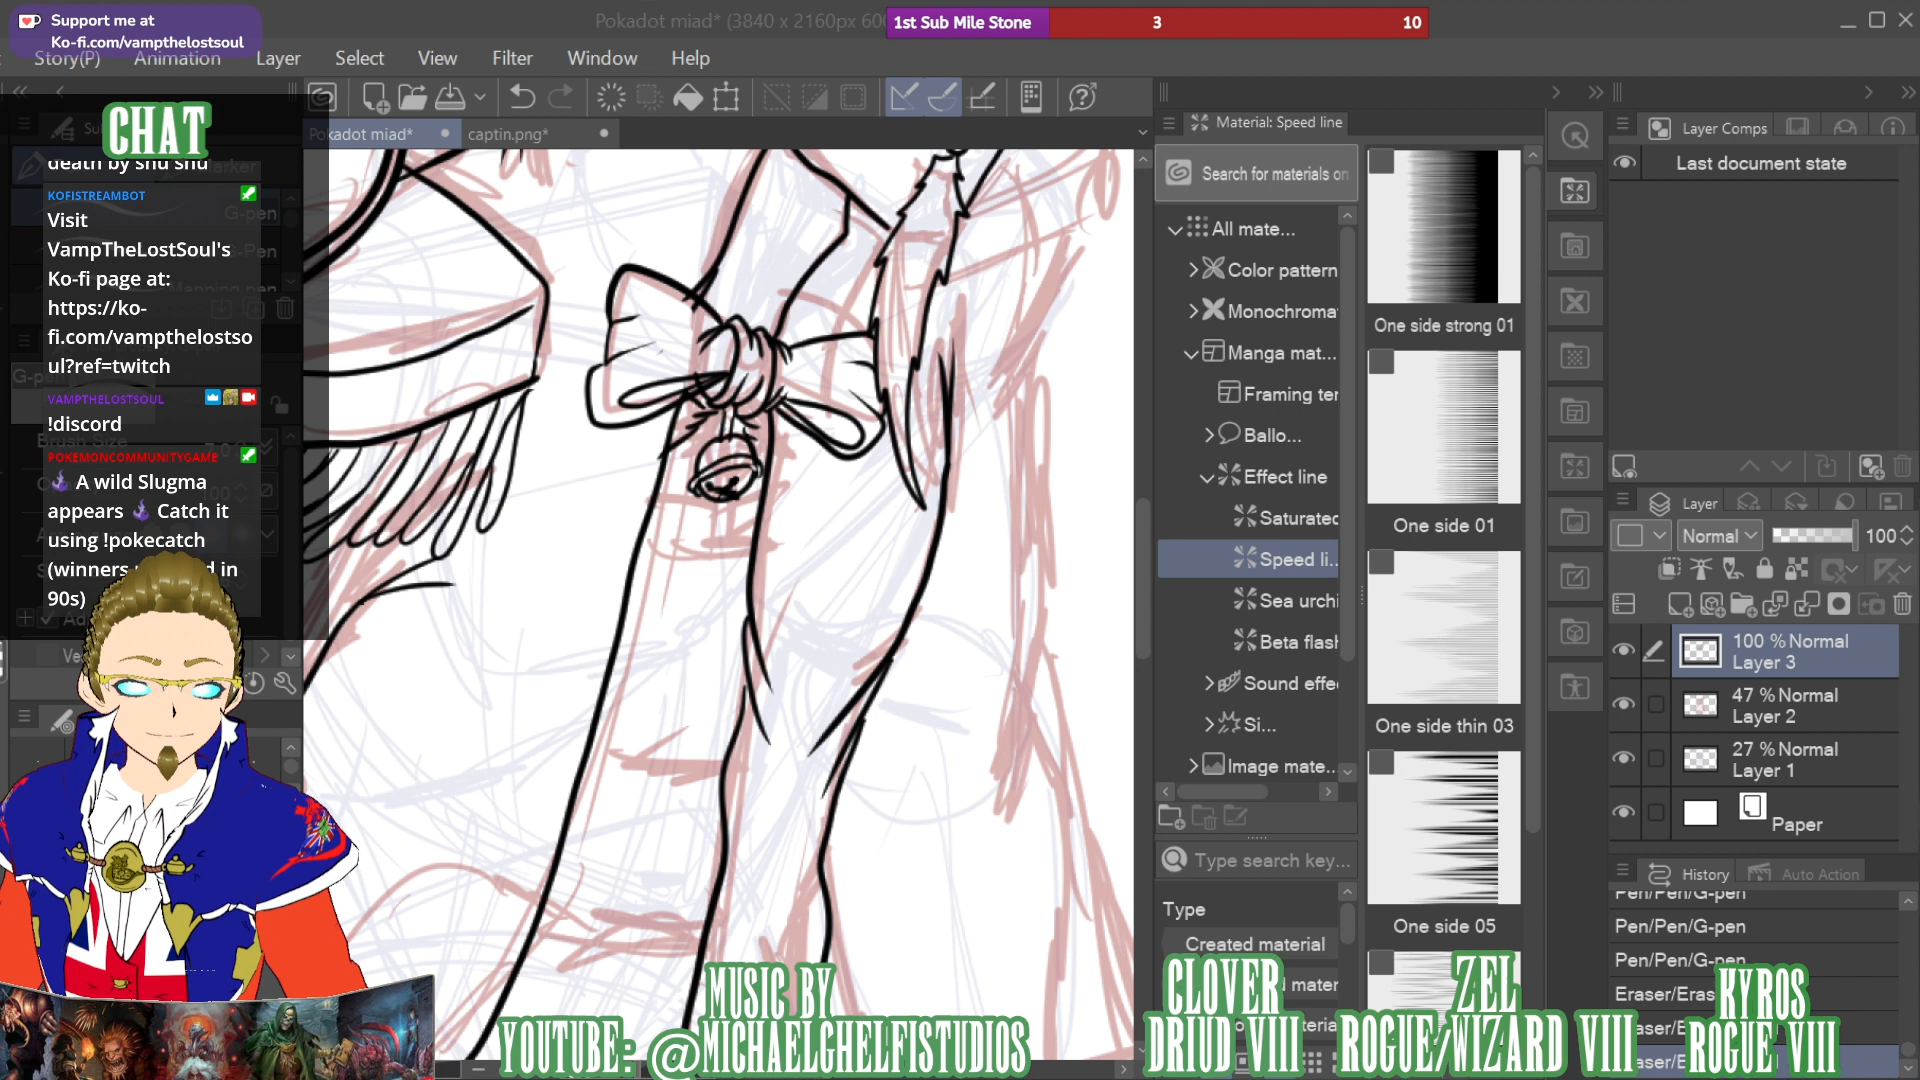 Support me at
Ko-fi.com/vampthelostsoul
Pokadot miad* (3840 x 2160px
1st Sub Mile Stone 3 10
Story(P) Animation Layer Select View Filter Window Help
CHAT
death by shu shu
KOFISTREAMBOT
Visit
VampTheLostSoul's
Ko-fi page at:
https://ko-
fi.com/vampthelostso
ul?ref=twitch
VAMPTHELOSTSOUL
!discord
POKEMONCOMMUNITYGAME
A wild Slugma
appears Catch it
using !pokecatch
(winners in
90s)
Pokadot miad*
captin.png*
Material: Speed line
Search for materials on
All mate...
Color pattern
Monochroma
Manga mat...
Framing ter
Ballo...
Effect line
Saturated
Speed li...
Sea urchi
Beta flash
Sound effe
Si...
Image mate...
Type search key...
Type
Created material
One side strong 01
One side 01
One side thin 03
One side 05
Layer Comps
Last document state
Layer
Normal 100
100 % Normal
Layer 3
47 % Normal
Layer 2
27 % Normal
Layer 1
Paper
History Auto Action
Pen/Pen/G-pen
Pen/Pen/G-pen
Pen/Pen/G-pen
MUSIC BY
YOUTUBE: @MICHAELGHELFISTUDIOS
CLOVER
DRIUD VIII
ZEL
ROGUE/WIZARD VIII
KYROS
ROGUE VIII